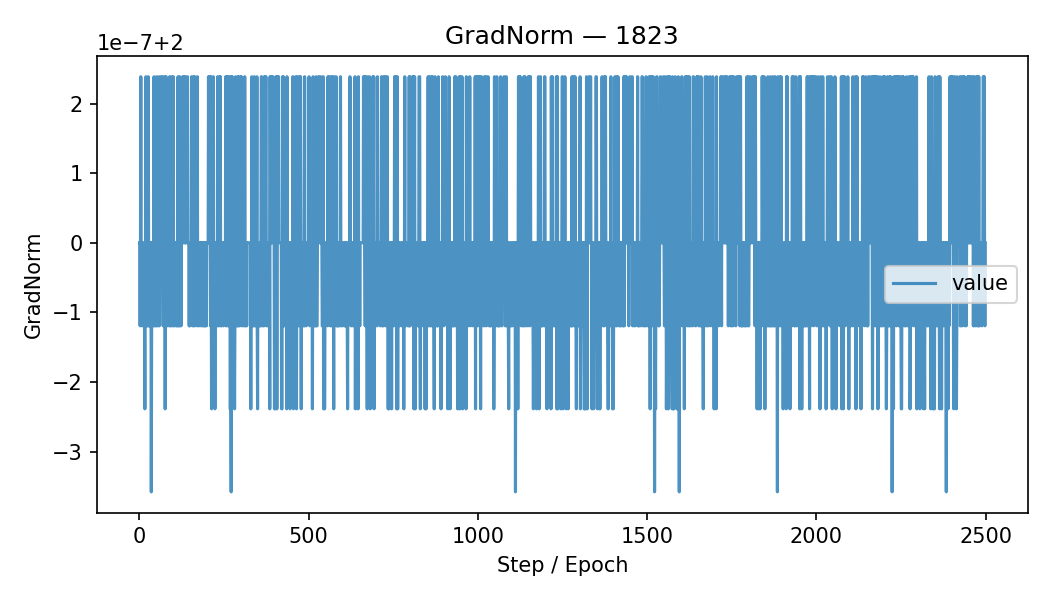 GradNorm — 1823
1e−7+2
2
1
0
−1
−2
−3
GradNorm
value
0
500
1000
1500
2000
2500
Step / Epoch